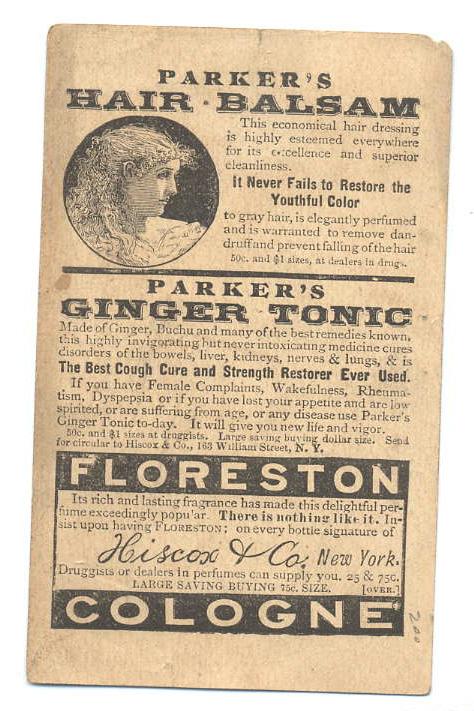 PARKER'S
HAIR · BALSAM
This economical hair dressing
is highly esteemed everywhere
for its excellence and superior
cleanliness.
It Never Fails to Restore the
Youthful Color
to gray hair, is elegantly perfumed
and is warranted to remove dan-
druff and prevent falling of the hair
50c. and $1 sizes, at dealers in drugs.
PARKER'S
GINGER TONIC
Made of Ginger, Buchu and many of the best remedies known,
this highly invigorating but never intoxicating medicine cures
disorders of the bowels, liver, kidneys, nerves & lungs, & is
The Best Cough Cure and Strength Restorer Ever Used.
If you have Female Complaints, Wakefulness, Rheuma-
tism, Dyspepsia or if you have lost your appetite and are low
spirited, or are suffering from age, or any disease use Parker's
Ginger Tonic to-day. It will give you new life and vigor.
50c. and $1 sizes at druggists. Large saving buying dollar size. Send
for circular to Hiscox & Co., 163 William Street, N. Y.
FLORESTON
Its rich and lasting fragrance has made this delightful per-
fume exceedingly popular. There is nothing like it. In-
sist upon having FLORESTON: on every bottle signature of
Hiscox & Co. New York.
Druggists or dealers in perfumes can supply you. 25 & 75c.
LARGE SAVING BUYING 75c. SIZE. [OVER.]
COLOGNE
200